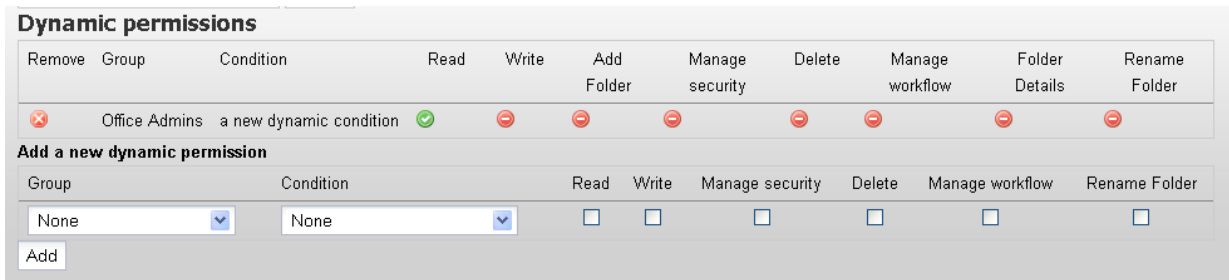 Dynamic permissions
Remove Group Condition Read Write Add Folder Manage security Delete Manage workflow Folder Details Rename Folder
Office Admins a new dynamic condition
Add a new dynamic permission
Group Condition Read Write Manage security Delete Manage workflow Rename Folder
None None
Add